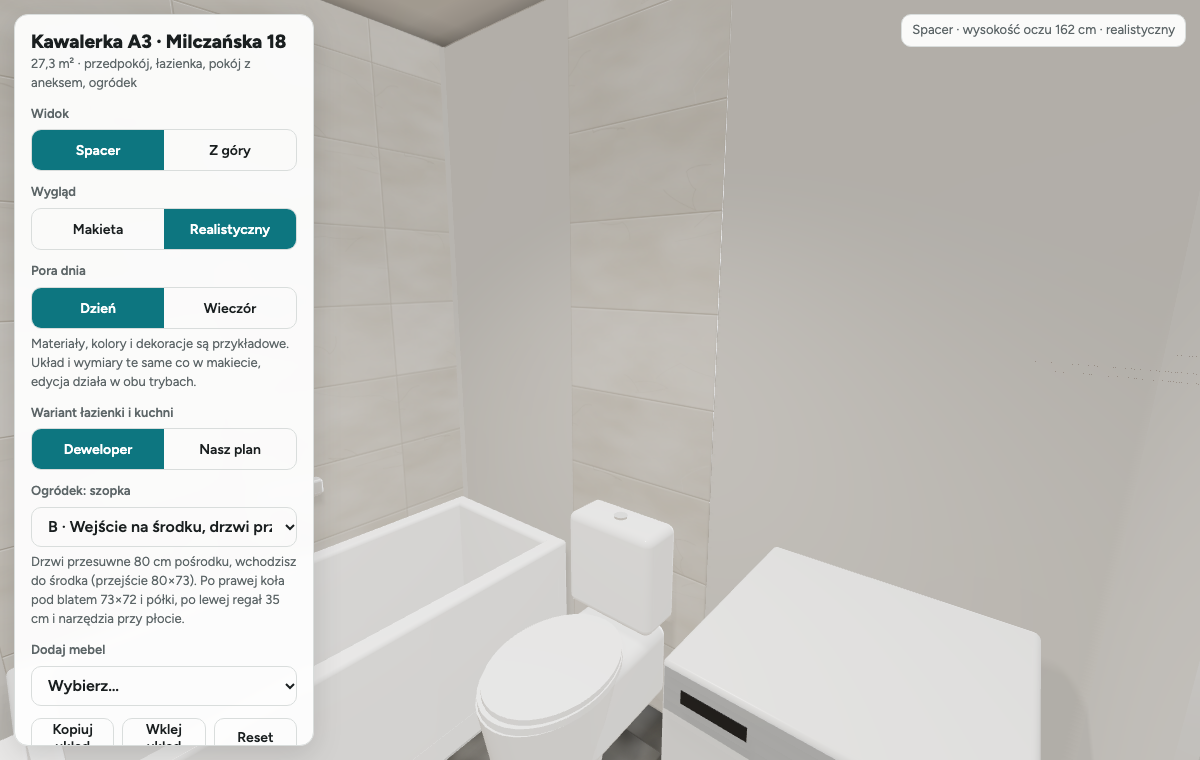 Kawalerka A3 · Milczańska 18
27,3 m² · przedpokój, łazienka, pokój z
aneksem, ogródek
Spacer · wysokość oczu 162 cm · realistyczny
Widok
Spacer
Z góry
Wygląd
Makieta
Realistyczny
Pora dnia
Dzień
Wieczór
Materiały, kolory i dekoracje są przykładowe.
Układ i wymiary te same co w makiecie,
edycja działa w obu trybach.
Wariant łazienki i kuchni
Deweloper
Nasz plan
Ogródek: szopka
B · Wejście na środku, drzwi prz
Drzwi przesuwne 80 cm pośrodku, wchodzisz
do środka (przejście 80×73). Po prawej koła
pod blatem 73×72 i półki, po lewej regał 35
cm i narzędzia przy płocie.
Dodaj mebel
Wybierz...
Kopiuj
układ
Wklej
układ
Reset